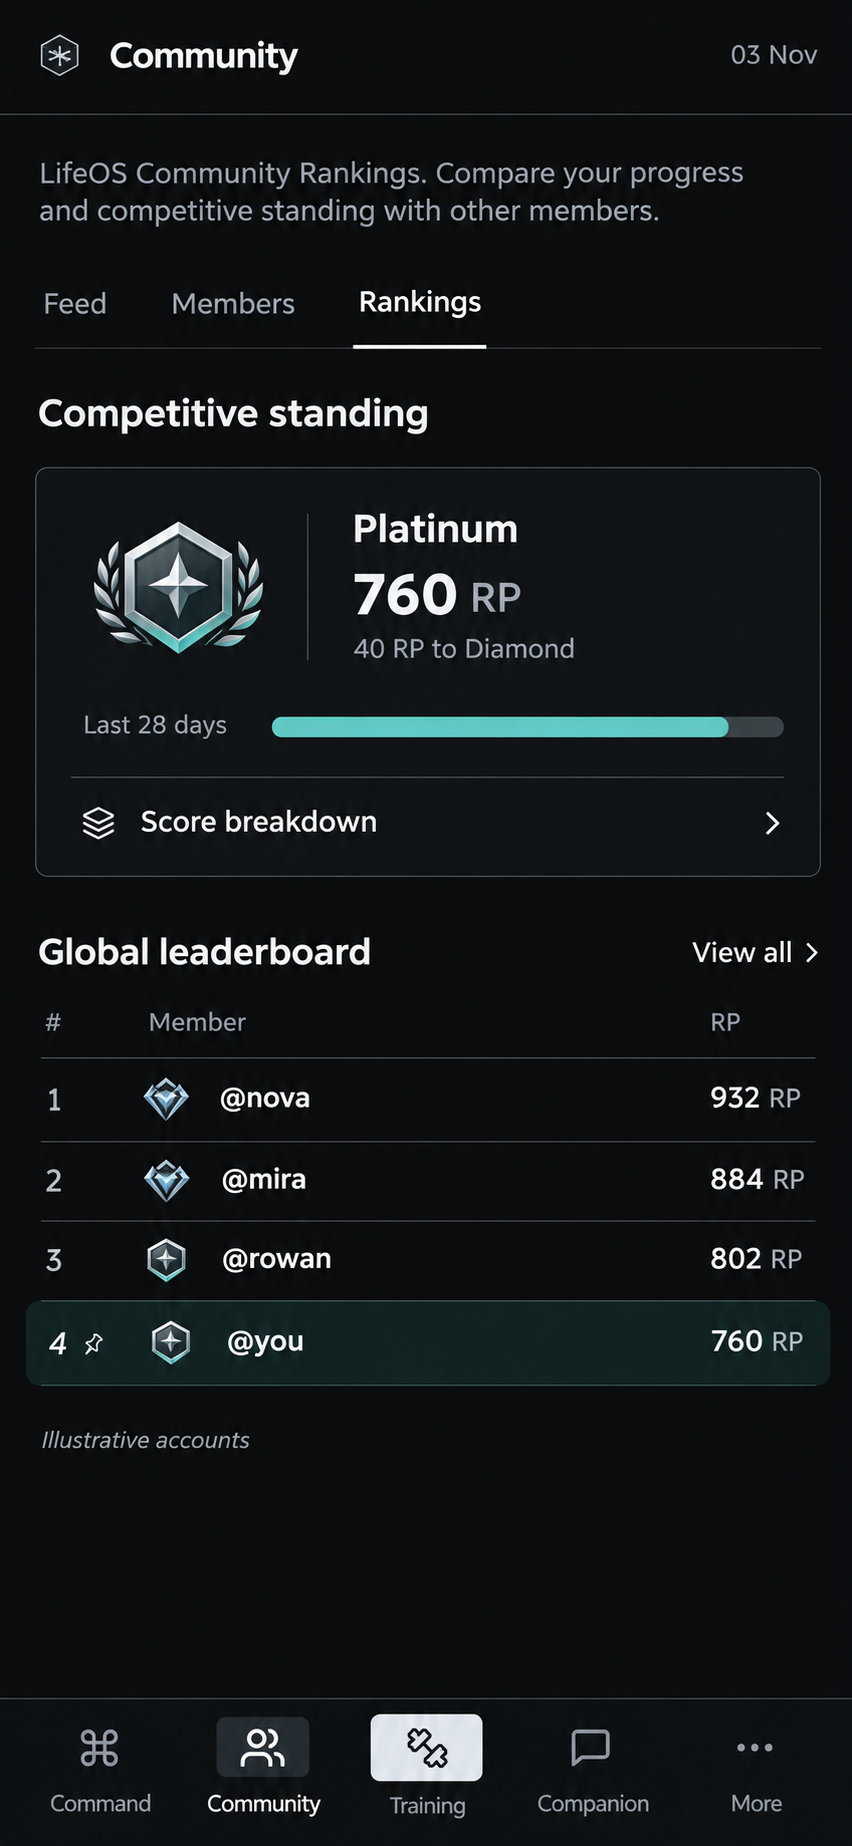 Community
03 Nov
LifeOS Community Rankings. Compare your progress
and competitive standing with other members.
Feed
Members
Rankings
Competitive standing
Platinum
760 RP
40 RP to Diamond
Last 28 days
Score breakdown
Global leaderboard
View all
# Member RP
1 @nova 932 RP
2 @mira 884 RP
3 @rowan 802 RP
4 @you 760 RP
Illustrative accounts
Command
Community
Training
Companion
More